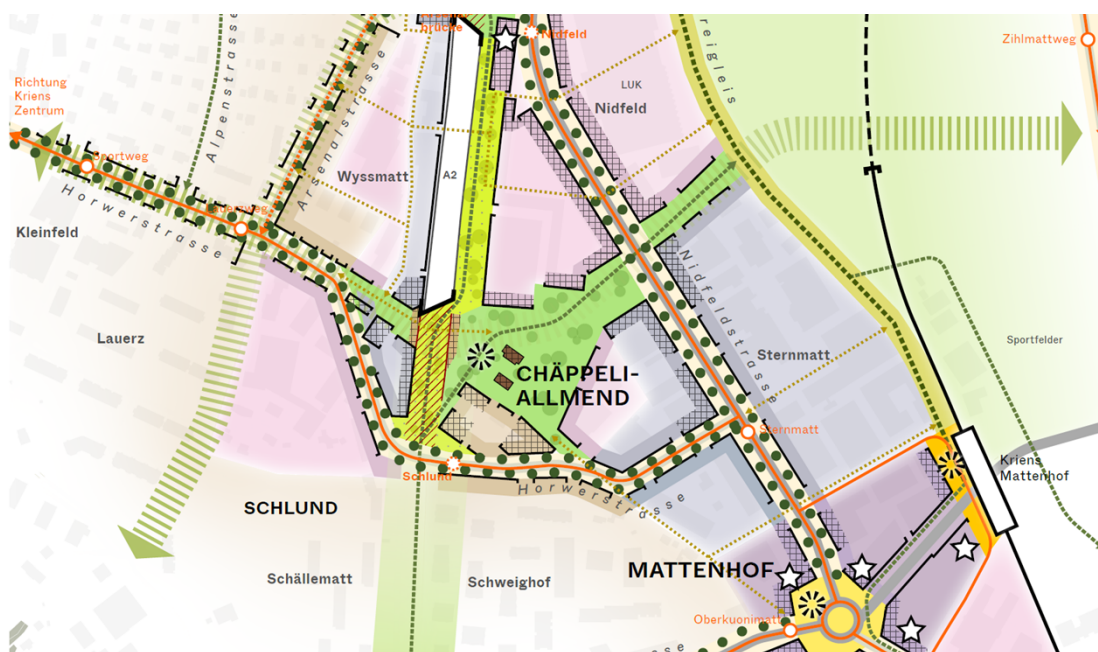 brücke
Nidfeld
Zihlmattweg
Richtung
Kriens
Zentrum
Alpenstrasse
Arsenalstrasse
reigleis
LUK
Nidfeld
Sportweg
Wyssmatt
A2
Horwerstrasse
Kleinfeld
Lauerz
Nidfeldstrasse
Sternmatt
Sportfelder
CHÄPPELI-
ALLMEND
Sternmatt
Kriens
Mattenhof
Schlund
Horwerstrasse
SCHLUND
Schällematt
Schweighof
MATTENHOF
Oberkuonimatt